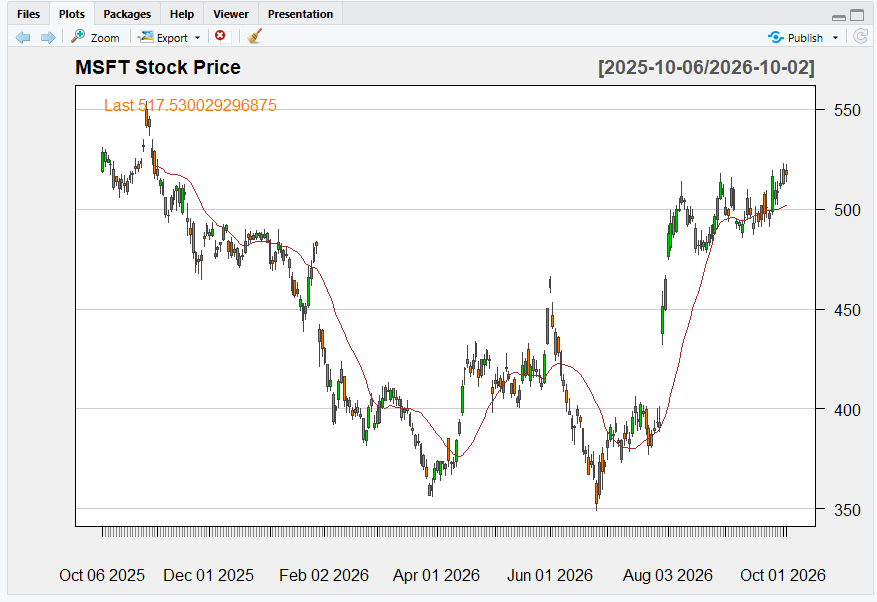 Files Plots Packages Help Viewer Presentation
Zoom Export Publish
MSFT Stock Price [2025-10-06/2026-10-02]
Last 517.530029296875
550
500
450
400
350
Oct 06 2025 Dec 01 2025 Feb 02 2026 Apr 01 2026 Jun 01 2026 Aug 03 2026 Oct 01 2026